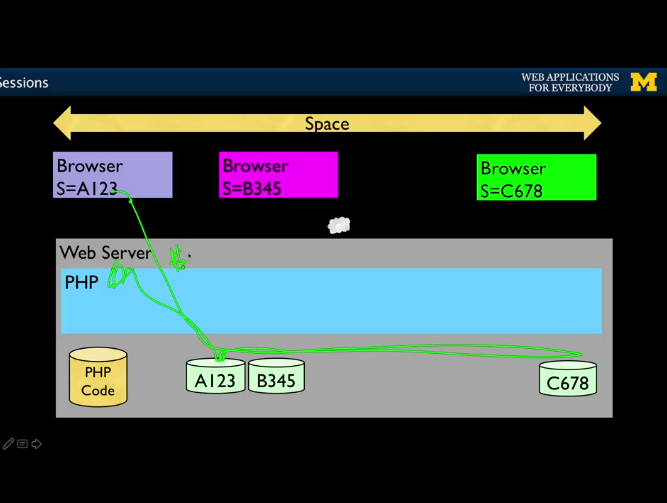 Sessions
WEB APPLICATIONS
FOR EVERYBODY
M
Space
Browser
S=A123
Browser
S=B345
Browser
S=C678
Web Server
PHP
PHP
Code
A123
B345
C678